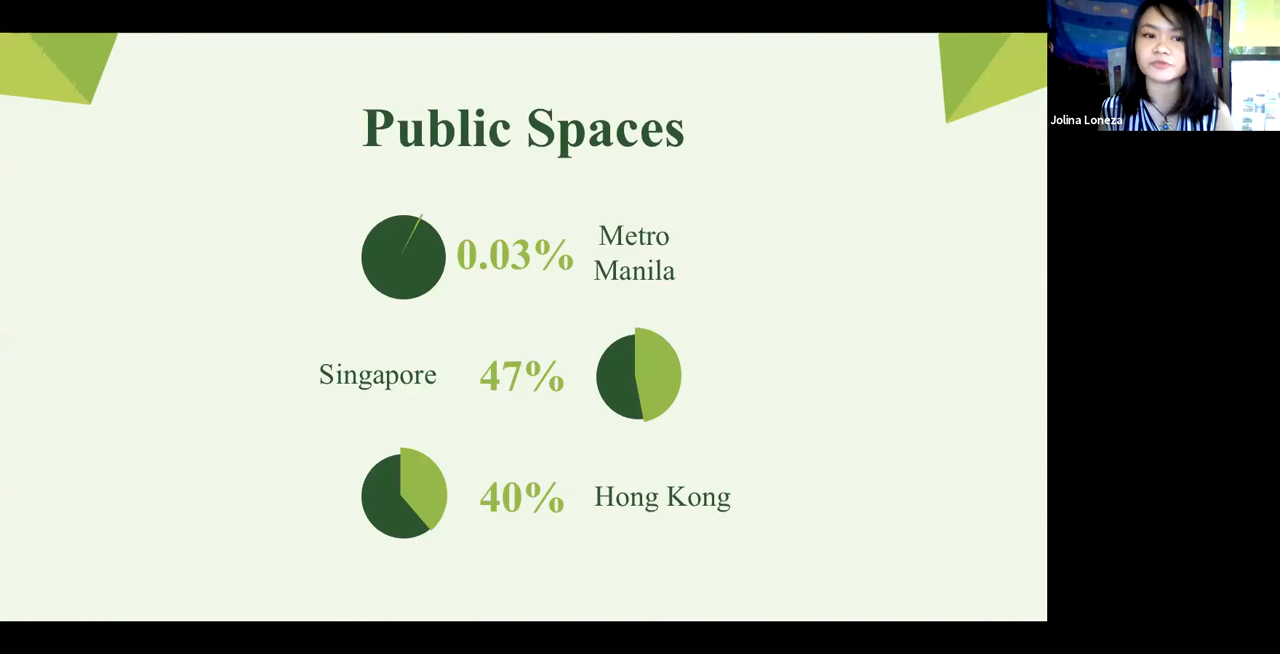 Public Spaces
0.03%
Metro
Manila
Singapore
47%
40%
Hong Kong
Jolina Loneza